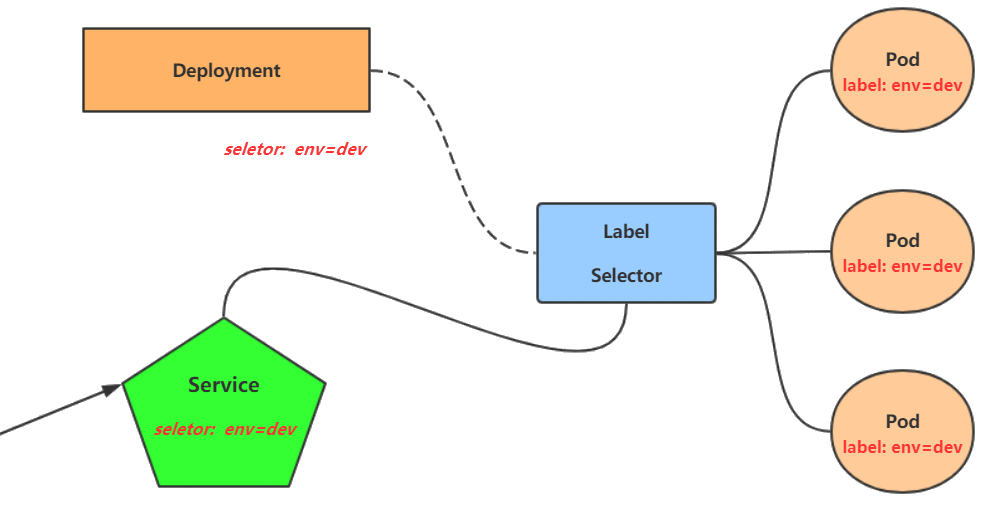 Deployment
seletor: env=dev
Label
Selector
Service
seletor: env=dev
Pod
label: env=dev
Pod
label: env=dev
Pod
label: env=dev